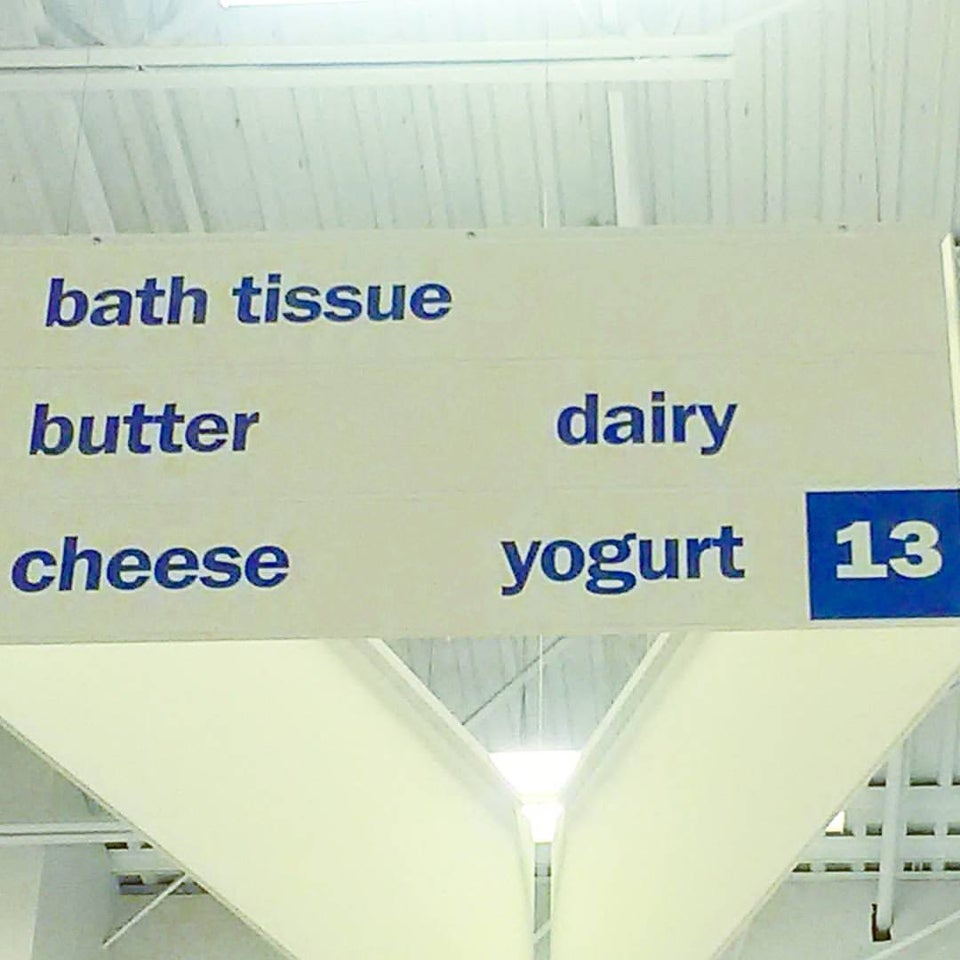 bath tissue
butter dairy
cheese yogurt 13